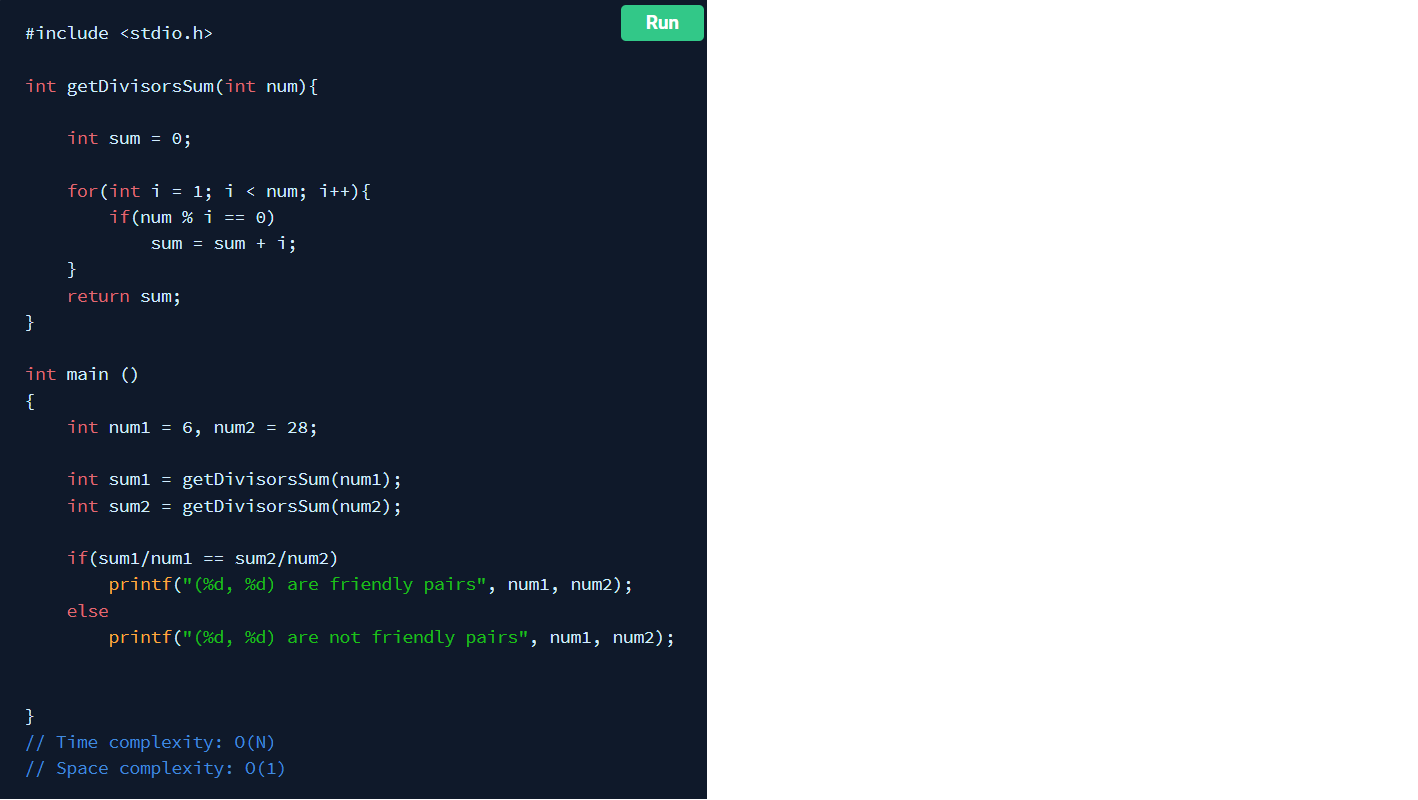 Run
#include <stdio.h>
int getDivisorsSum(int num){
    int sum = 0;
    for(int i = 1; i < num; i++){
        if(num % i == 0)
            sum = sum + i;
    }
    return sum;
}
int main ()
{
    int num1 = 6, num2 = 28;
    int sum1 = getDivisorsSum(num1);
    int sum2 = getDivisorsSum(num2);
    if(sum1/num1 == sum2/num2)
        printf("(%d, %d) are friendly pairs", num1, num2);
    else
        printf("(%d, %d) are not friendly pairs", num1, num2);
}
// Time complexity: O(N)
// Space complexity: O(1)